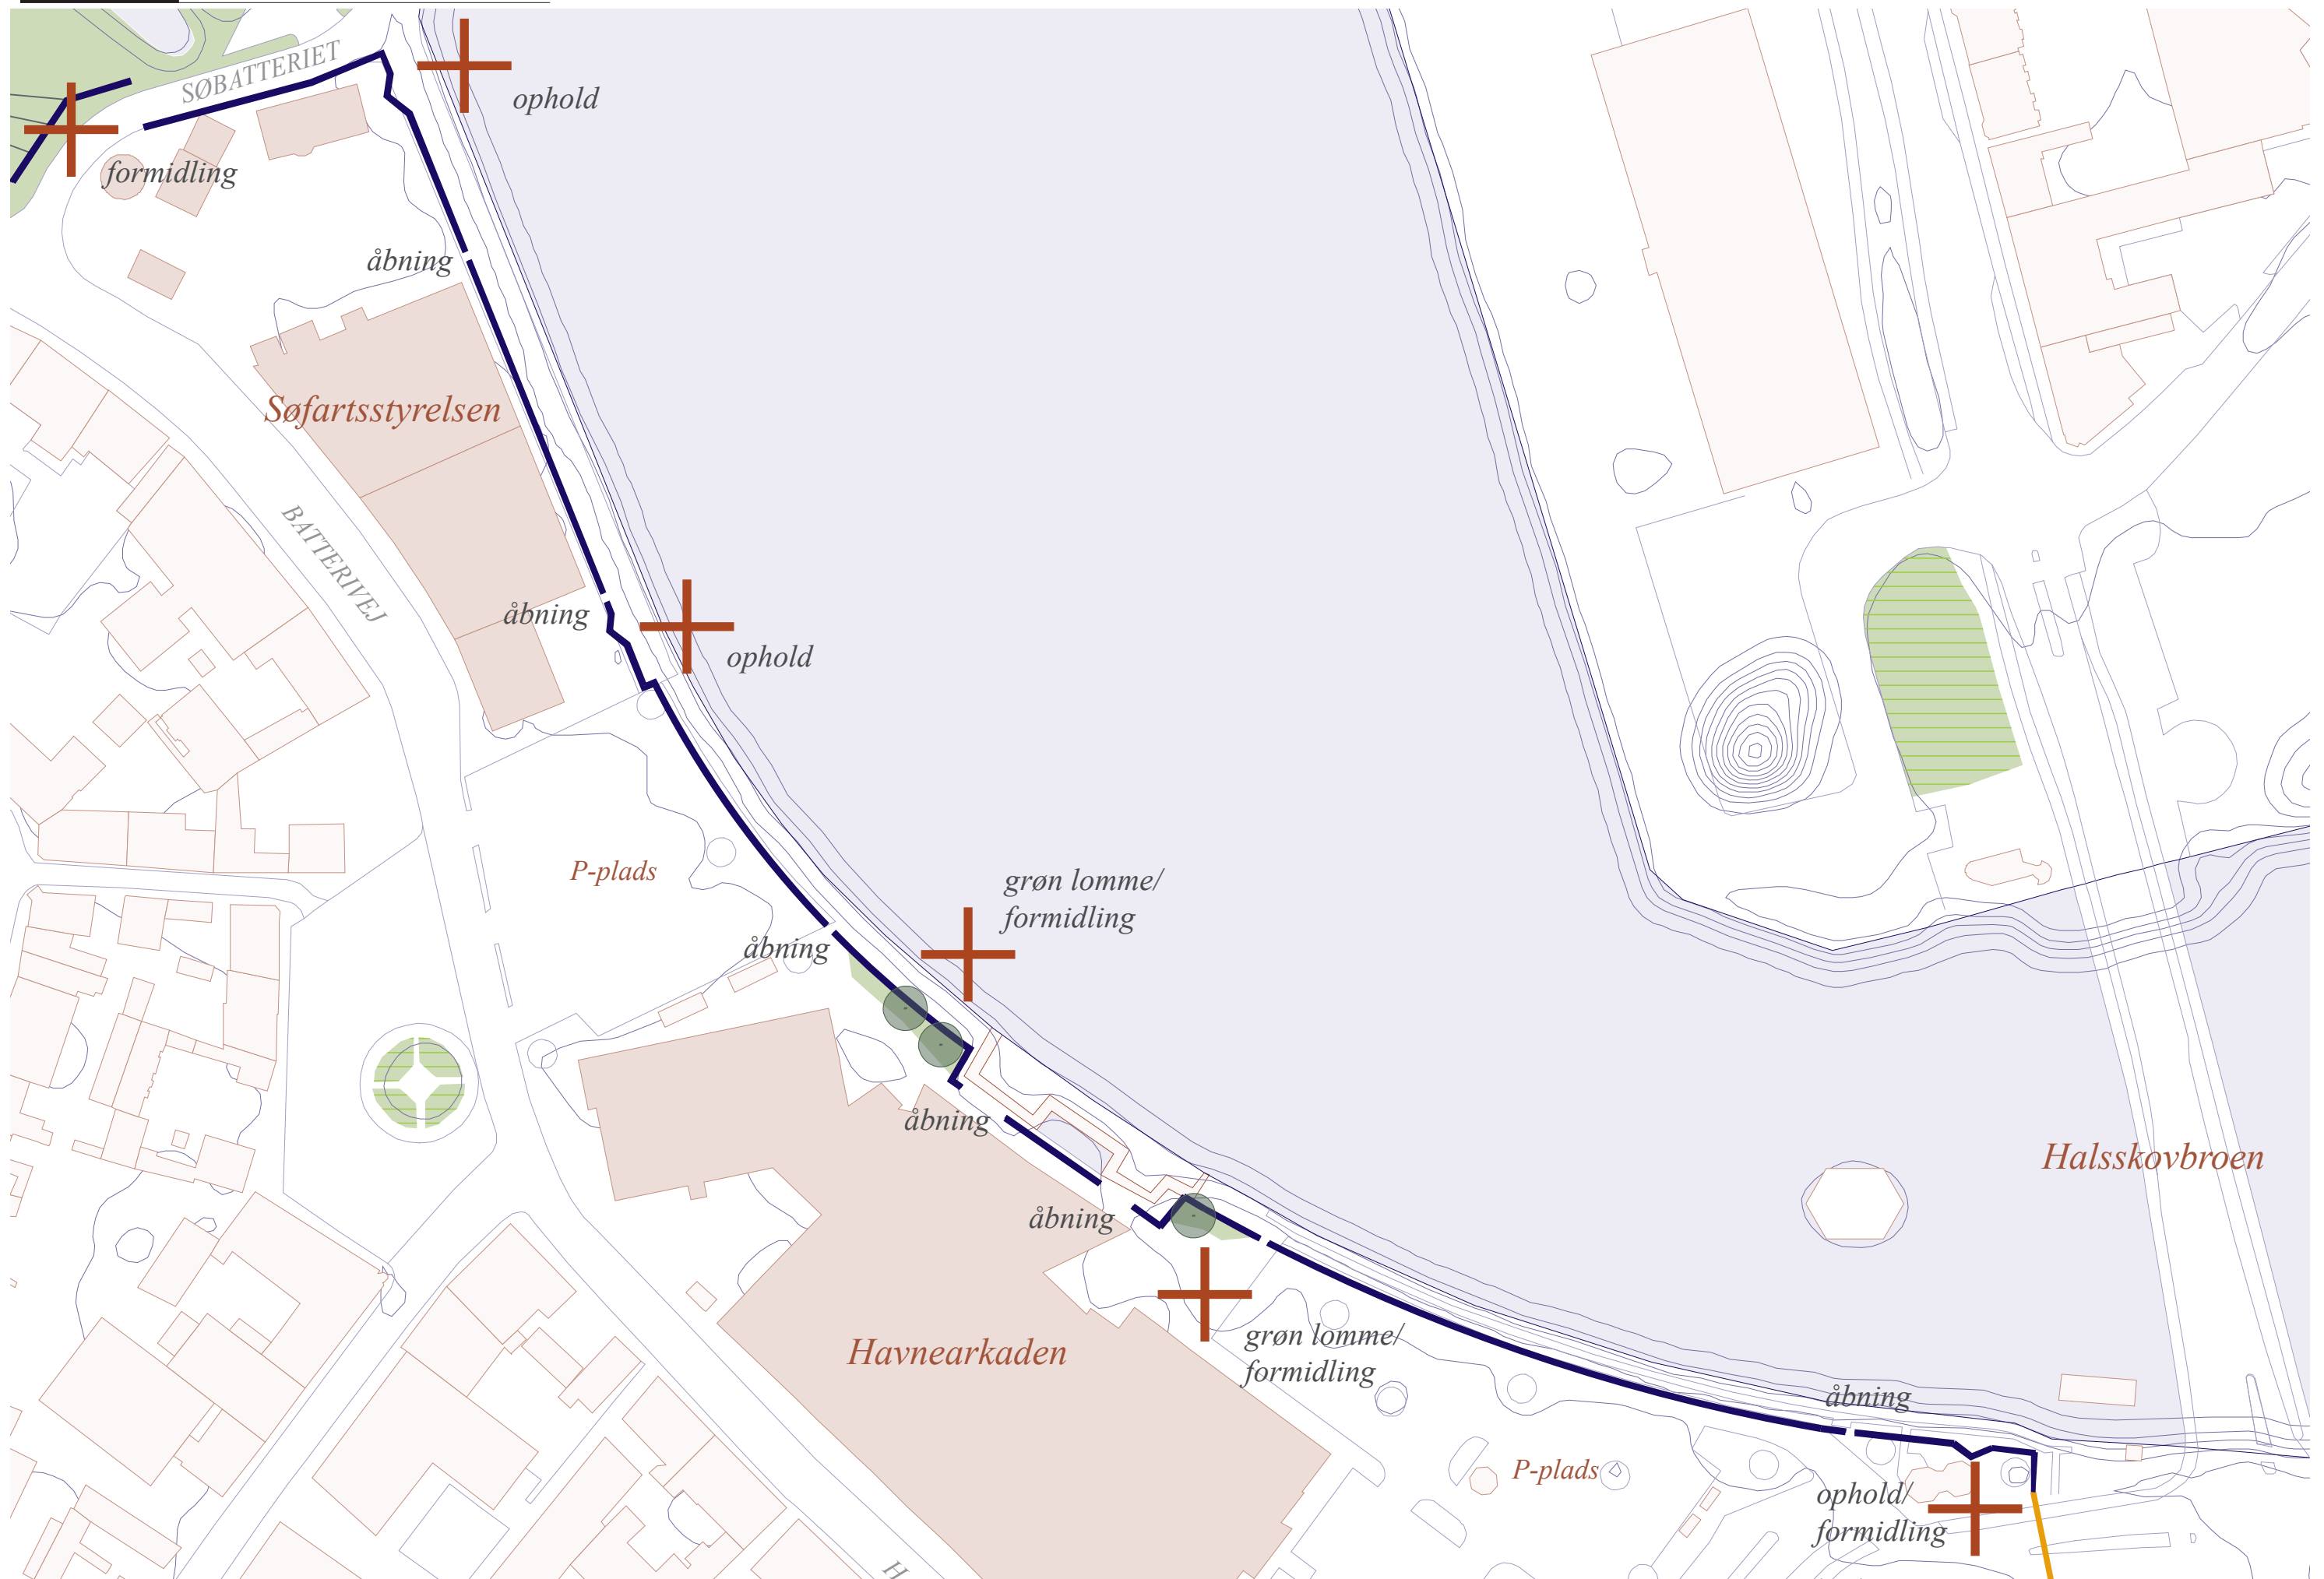 SØBATTERIET
ophold
formidling
åbning
Søfartsstyrelsen
BATTERIVEJ
åbning
ophold
P-plads
grøn lomme/
formidling
åbning
åbning
Halsskovbroen
åbning
grøn lomme/
formidling
Havnearkaden
åbning
P-plads
ophold/
formidling
H